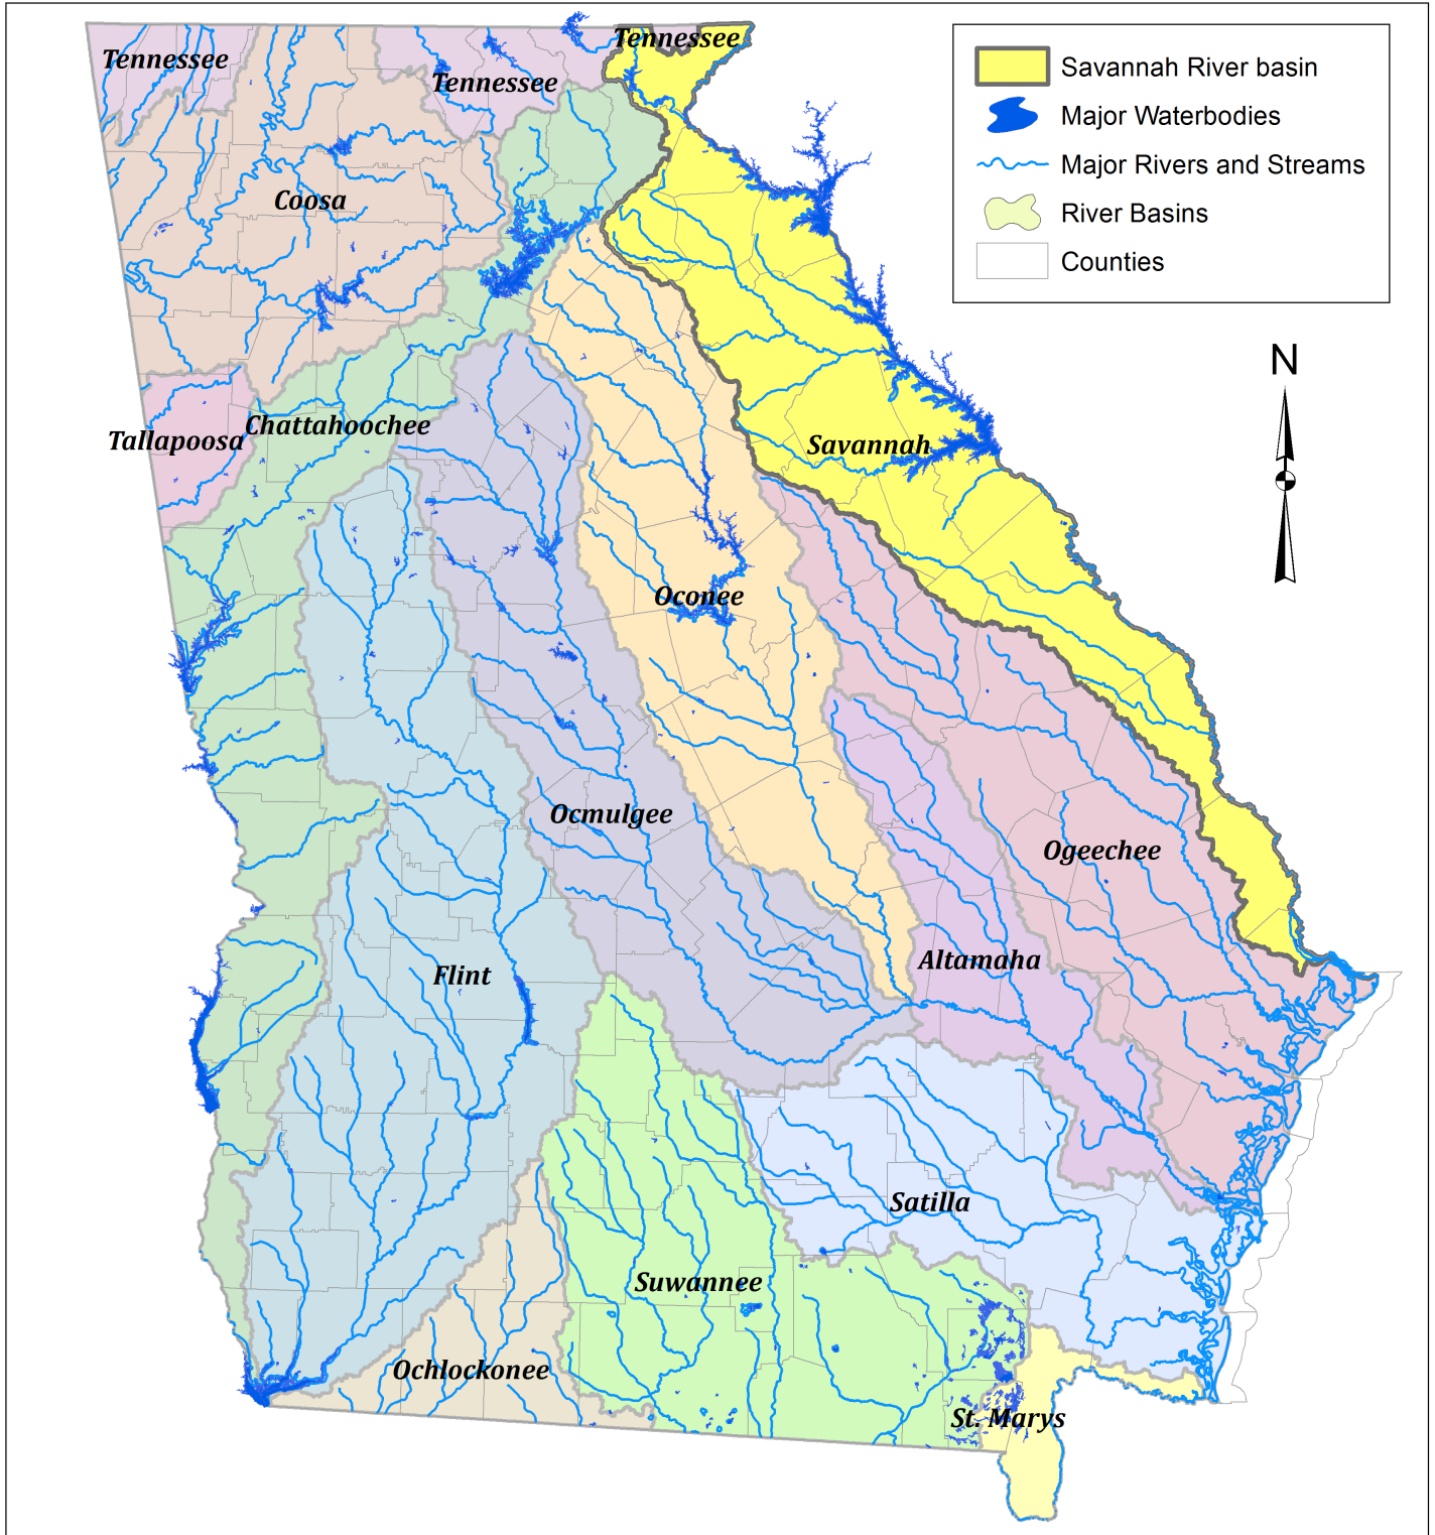 Tennessee
Tennessee
Tennessee
Savannah River basin
Major Waterbodies
Major Rivers and Streams
River Basins
Counties
Coosa
N
Tallapoosa
Chattahoochee
Savannah
Oconee
Ocmulgee
Ogeechee
Flint
Altamaha
Satilla
Suwannee
Ochlockonee
St. Marys